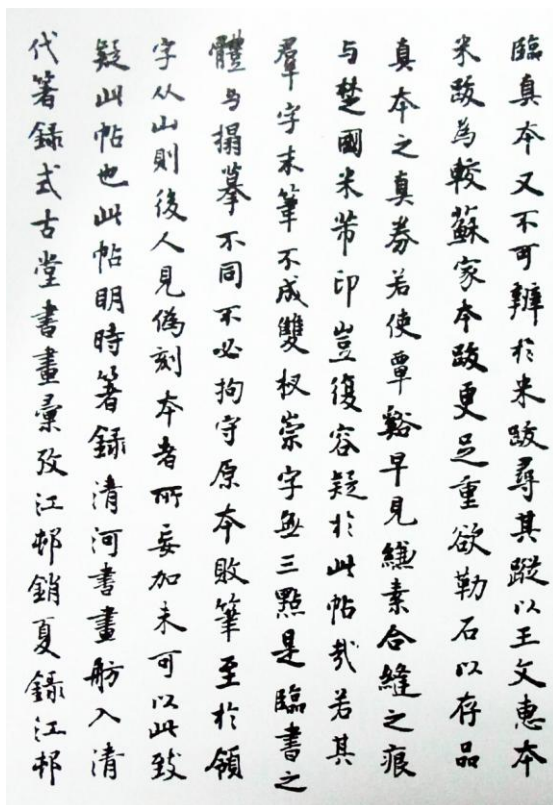 臨真本又不可辨於米跋尋其蹤以王文惠本
米跋為較蘇家本跋更足重欲勒石以存品
真本之真券若使覃谿早見縑素合縫之痕
与楚國米芾印豈復容疑於此帖哉若其
羣字末筆不成雙杈崇字無三點是臨書之
體与搨摹不同不必拘守原本敗筆至於領
字从山則後人見偽刻本者所妄加未可以此致
疑此帖也此帖明時著錄清河書畫舫入清
代著錄式古堂書畫彙攷江邨銷夏錄江邨